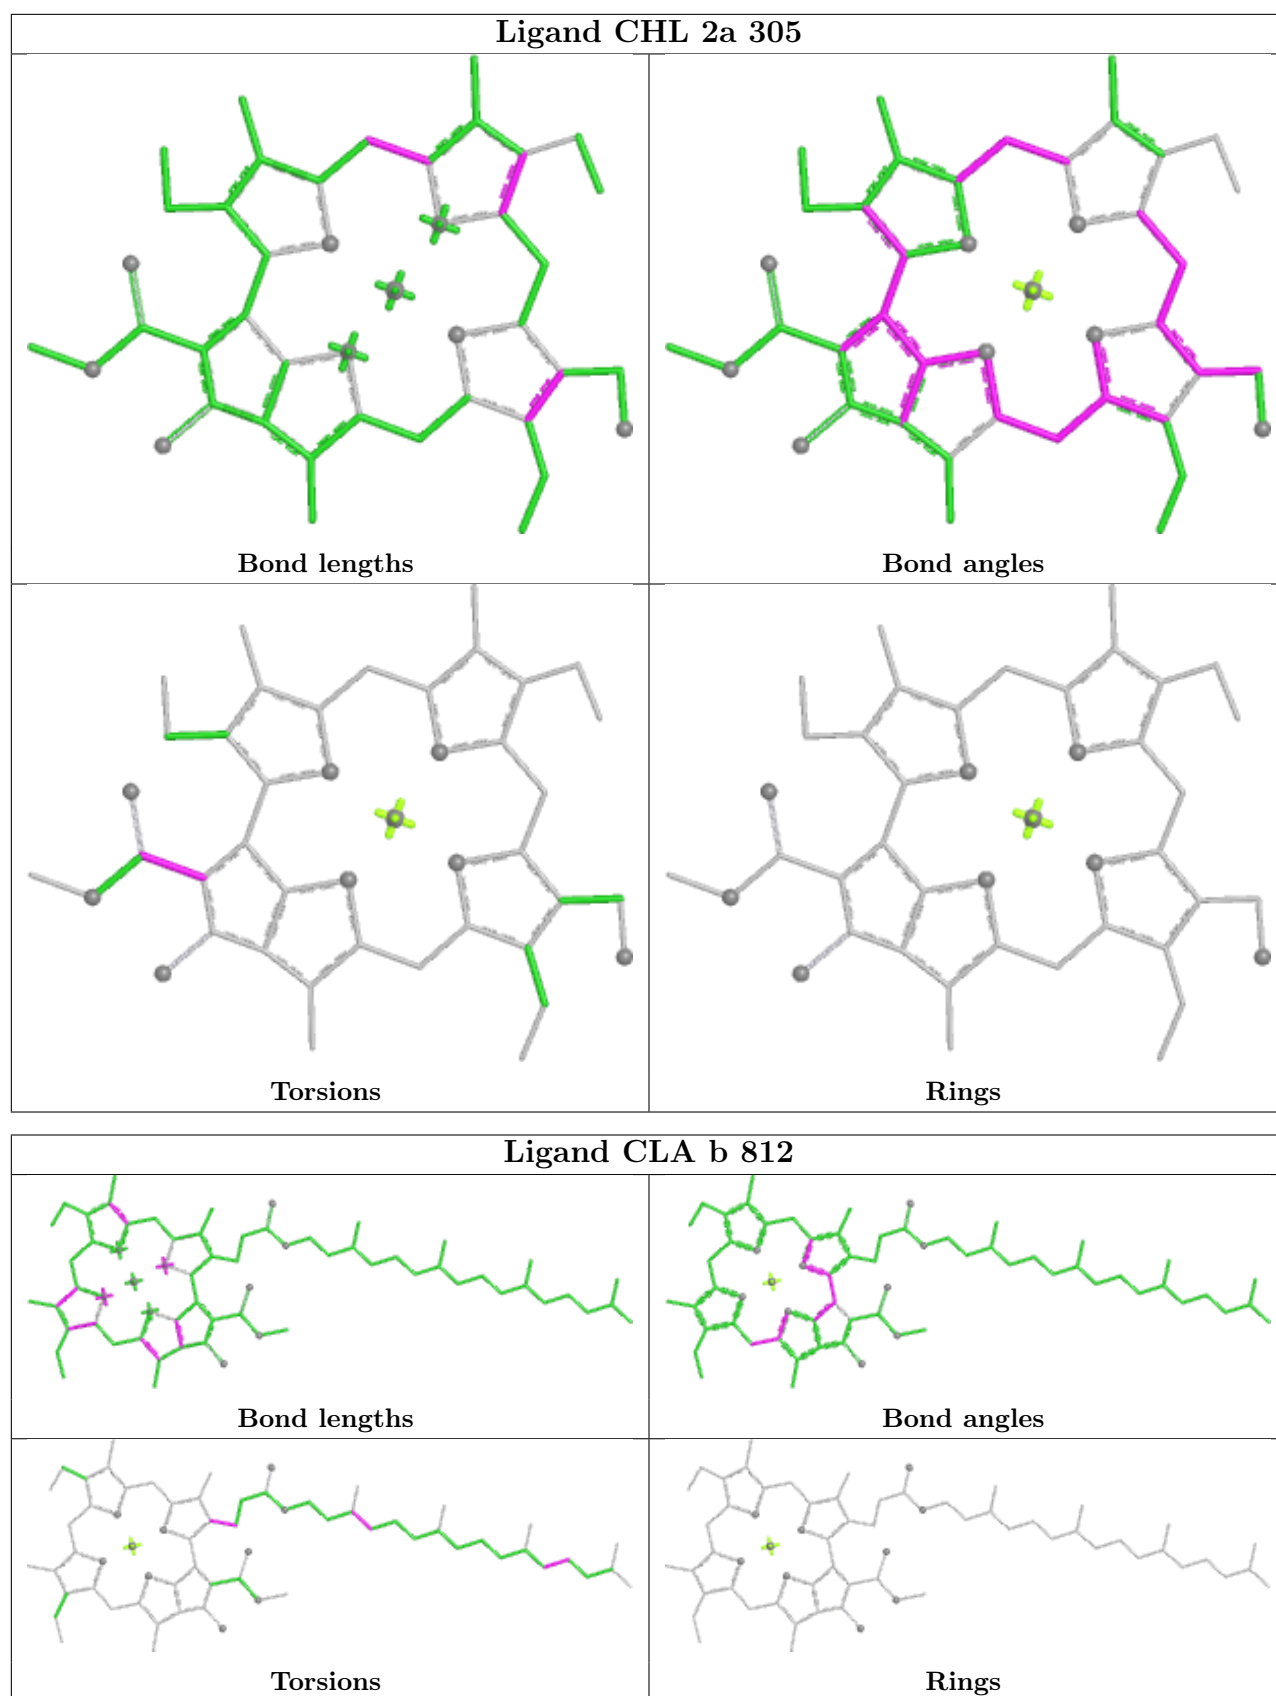 Ligand CHL 2a 305
Bond lengths
Bond angles
Torsions
Rings
Ligand CLA b 812
Bond lengths
Bond angles
Torsions
Rings